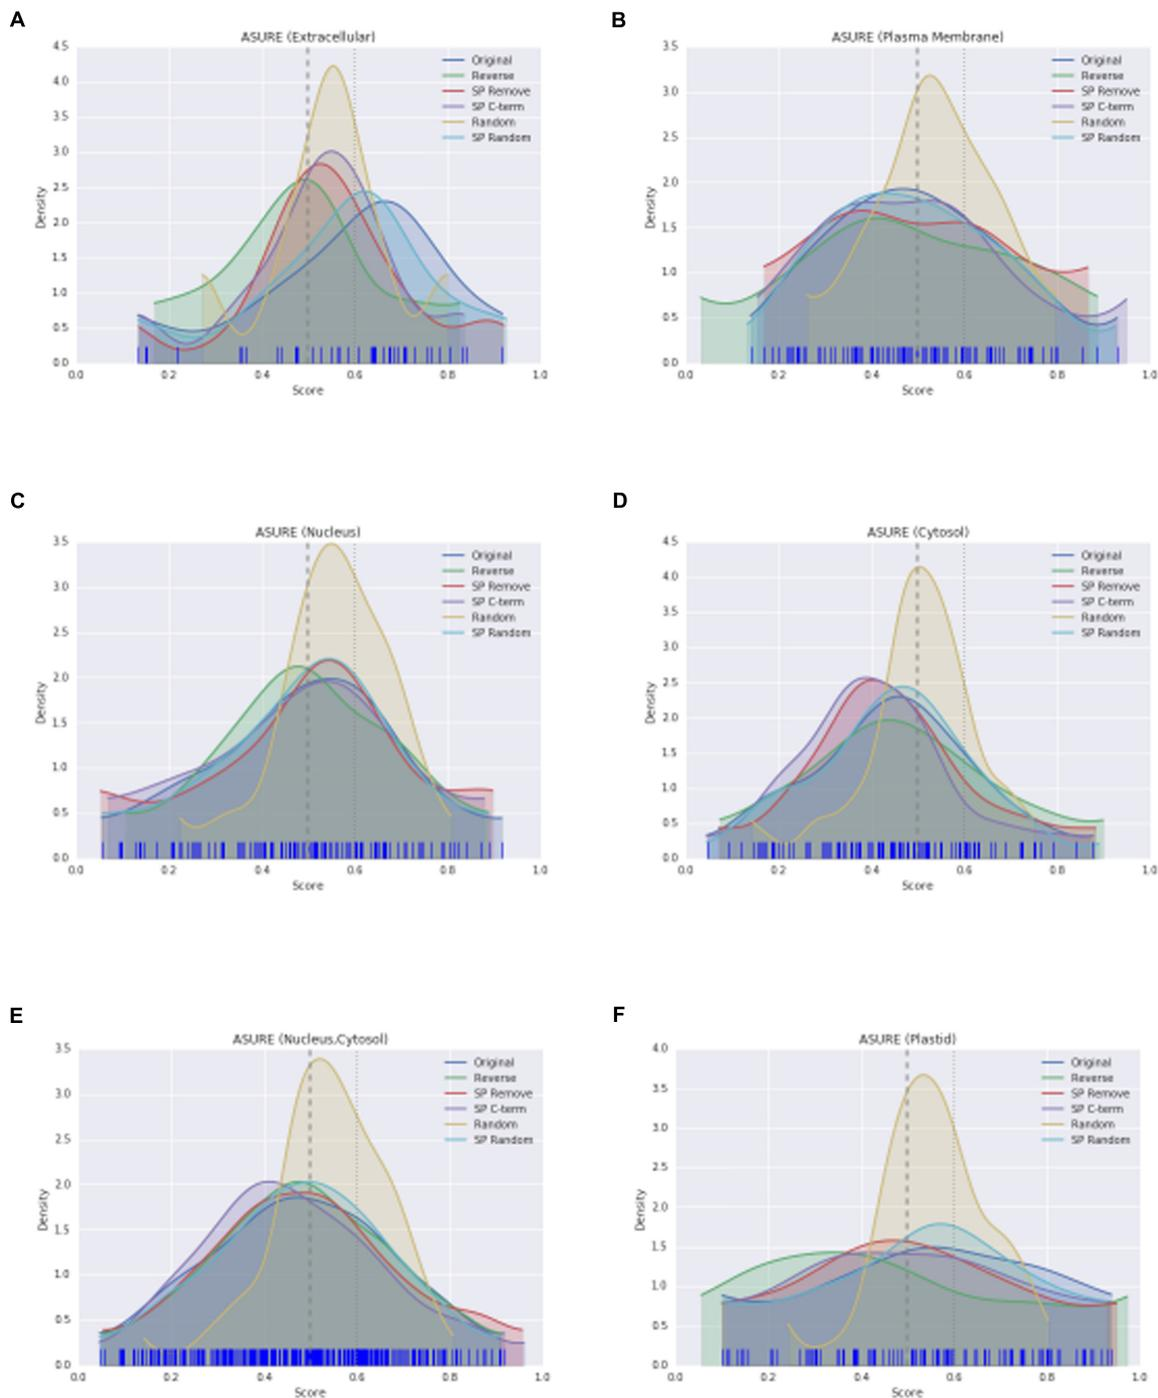 A
ASURE (Extracellular)
4.5
4.0
3.5
3.0
2.5
2.0
1.5
1.0
0.5
0.0
Density
Original
Reverse
SP Remove
SP C-term
Random
SP Random
0.0 0.2 0.4 0.6 0.8 1.0
Score
B
ASURE (Plasma Membrane)
3.5
3.0
2.5
2.0
1.5
1.0
0.5
0.0
Density
Original
Reverse
SP Remove
SP C-term
Random
SP Random
0.0 0.2 0.4 0.6 0.8 1.0
Score
C
ASURE (Nucleus)
3.5
3.0
2.5
2.0
1.5
1.0
0.5
0.0
Density
Original
Reverse
SP Remove
SP C-term
Random
SP Random
0.0 0.2 0.4 0.6 0.8 1.0
Score
D
ASURE (Cytosol)
4.5
4.0
3.5
3.0
2.5
2.0
1.5
1.0
0.5
0.0
Density
Original
Reverse
SP Remove
SP C-term
Random
SP Random
0.0 0.2 0.4 0.6 0.8 1.0
Score
E
ASURE (Nucleus,Cytosol)
3.5
3.0
2.5
2.0
1.5
1.0
0.5
0.0
Density
Original
Reverse
SP Remove
SP C-term
Random
SP Random
0.0 0.2 0.4 0.6 0.8 1.0
Score
F
ASURE (Plastid)
4.0
3.5
3.0
2.5
2.0
1.5
1.0
0.5
0.0
Density
Original
Reverse
SP Remove
SP C-term
Random
SP Random
0.0 0.2 0.4 0.6 0.8 1.0
Score